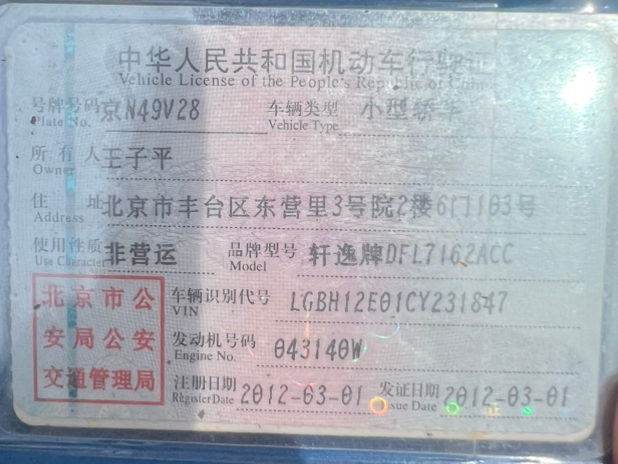 中华人民共和国机动车行驶证
Vehicle License of the People's Republic of China
号牌号码 京N49V28 车辆类型 小型轿车
Plate No. Vehicle Type
所有人 王子平
Owner
住址 北京市丰台区东营里3号院2楼6门103号
Address
使用性质 非营运 品牌型号 轩逸牌DFL7162ACC
Use Character Model
北京市公
安局公安
交通管理局
车辆识别代号 LGBH12E01CY231847
VIN
发动机号码 043140W
Engine No.
注册日期 2012-03-01 发证日期 2012-03-01
Register Date Issue Date